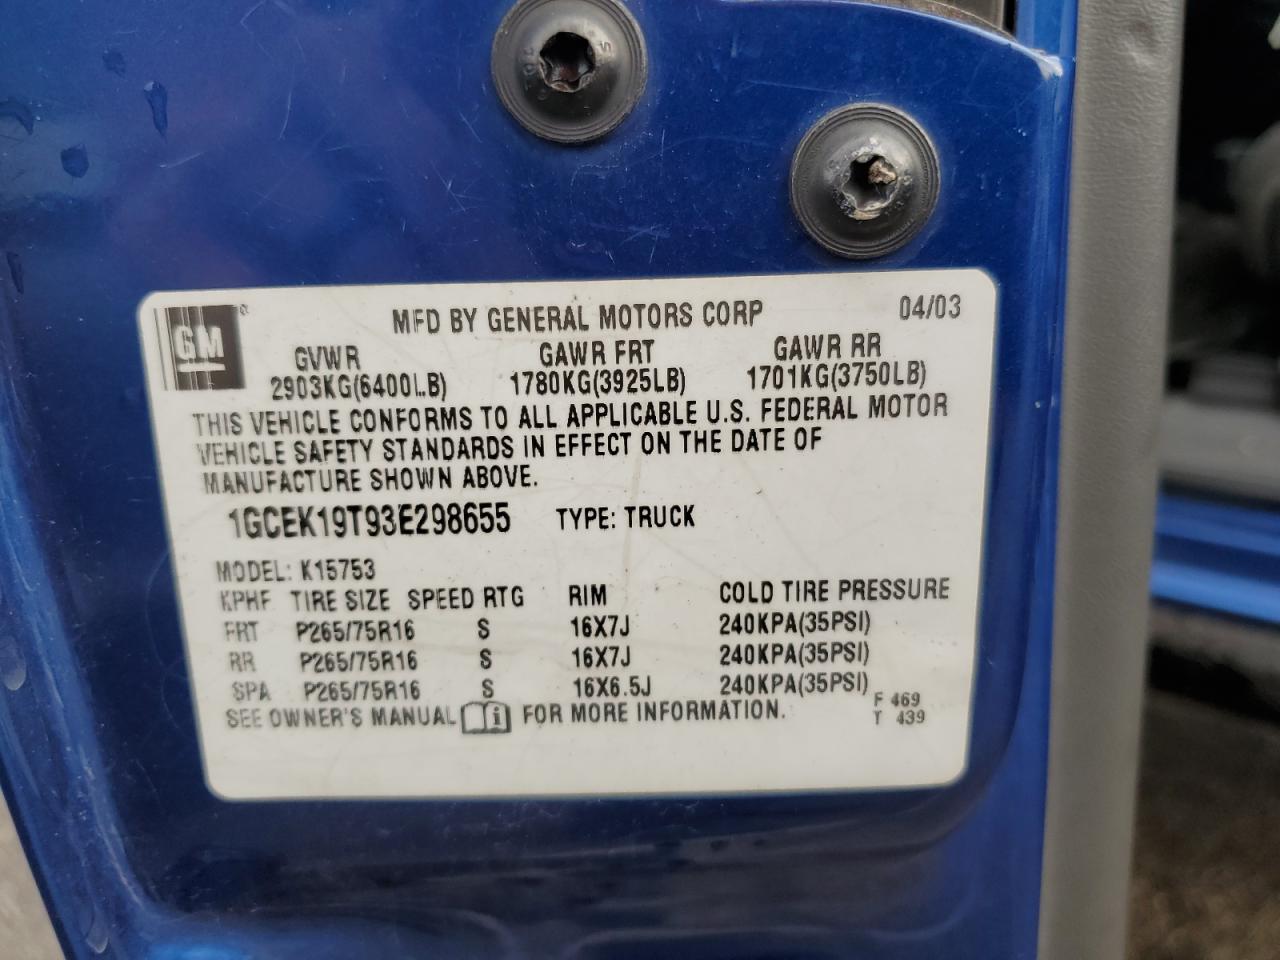 GM
MFD BY GENERAL MOTORS CORP 04/03
GVWR GAWR FRT GAWR RR
2903KG(6400LB) 1780KG(3925LB) 1701KG(3750LB)
THIS VEHICLE CONFORMS TO ALL APPLICABLE U.S. FEDERAL MOTOR
VEHICLE SAFETY STANDARDS IN EFFECT ON THE DATE OF
MANUFACTURE SHOWN ABOVE.
1GCEK19T93E298655 TYPE: TRUCK
MODEL: K15753
KPHF TIRE SIZE SPEED RTG RIM COLD TIRE PRESSURE
FRT P265/75R16 S 16X7J 240KPA(35PSI)
RR P265/75R16 S 16X7J 240KPA(35PSI)
SPA P265/75R16 S 16X6.5J 240KPA(35PSI)
SEE OWNER'S MANUAL i FOR MORE INFORMATION. F 469
T 439